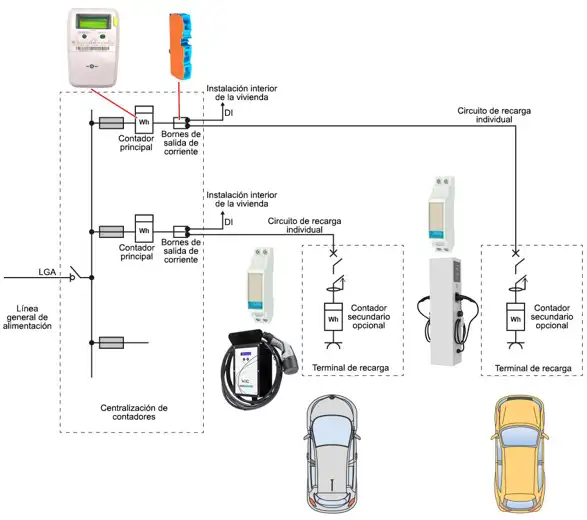 Instalación interior
de la vivienda
DI
Circuito de recarga
individual
Wh
Contador
principal
Bornes de
salida de
corriente
Instalación interior
de la vivienda
DI
Circuito de recarga
individual
Wh
Contador
principal
Bornes de
salida de
corriente
LGA
Línea
general de
alimentación
Wh
Contador
secundario
opcional
Wh
Contador
secundario
opcional
Terminal de recarga
Terminal de recarga
Centralización de
contadores